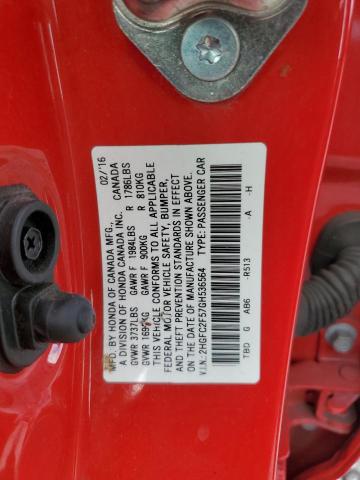 MFD. BY HONDA OF CANADA MFG., 02/'16
A DIVISION OF HONDA CANADA INC. CANADA
GVWR 3737LBS GAWR F 1984LBS R 1786LBS
GVWR 1695KG GAWR F 900KG R 810KG
THIS VEHICLE CONFORMS TO ALL APPLICABLE
FEDERAL MOTOR VEHICLE SAFETY, BUMPER,
AND THEFT PREVENTION STANDARDS IN EFFECT
ON THE DATE OF MANUFACTURE SHOWN ABOVE.
V.I.N.: 2HGFC2F57GH536564 TYPE: PASSENGER CAR
TBD G AB6 -R513 -A -H